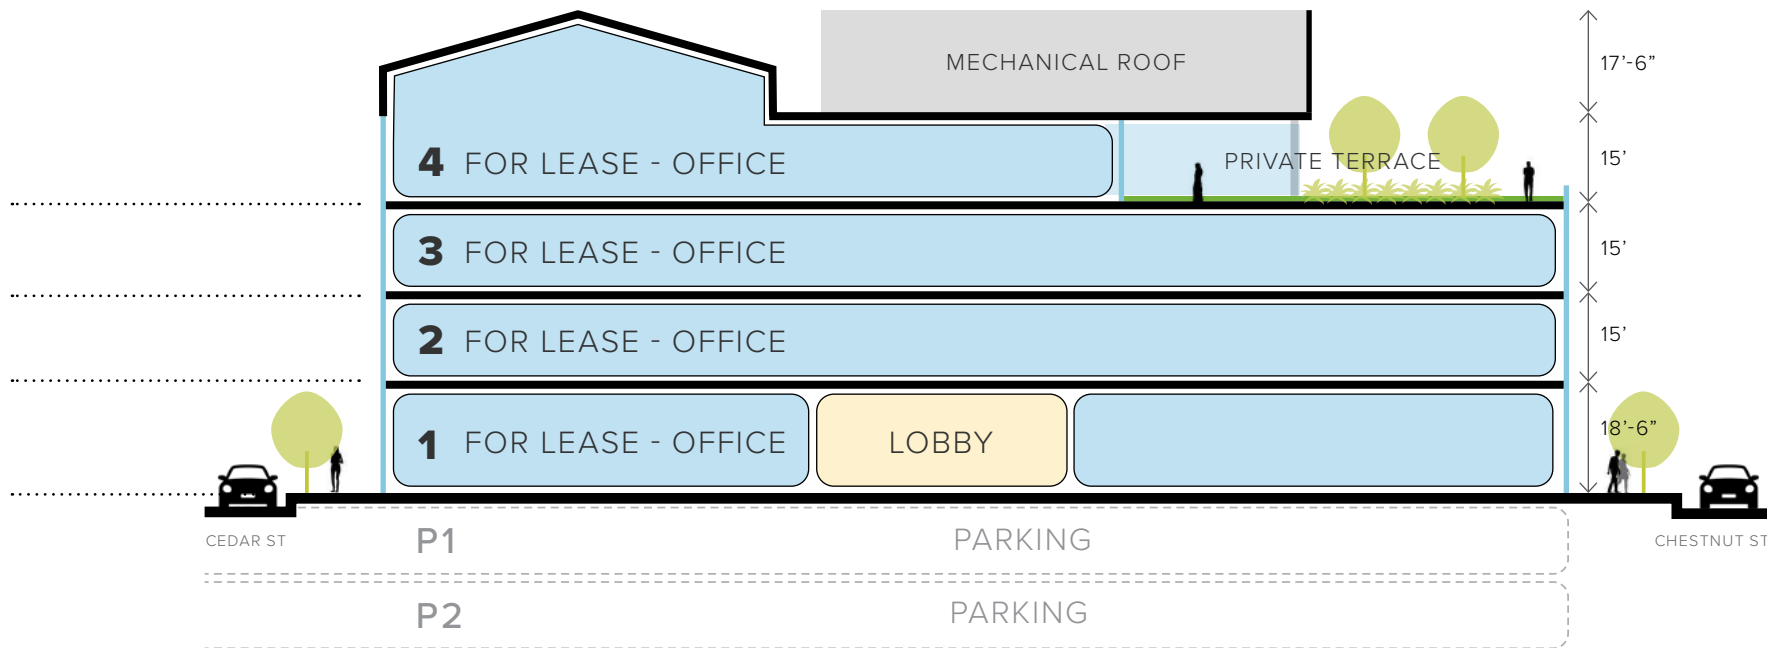 MECHANICAL ROOF
17’-6”
4 FOR LEASE - OFFICE
PRIVATE TERRACE
15’
3 FOR LEASE - OFFICE
15’
2 FOR LEASE - OFFICE
15’
1 FOR LEASE - OFFICE
LOBBY
18’-6”
CEDAR ST
P1
PARKING
CHESTNUT ST
P2
PARKING